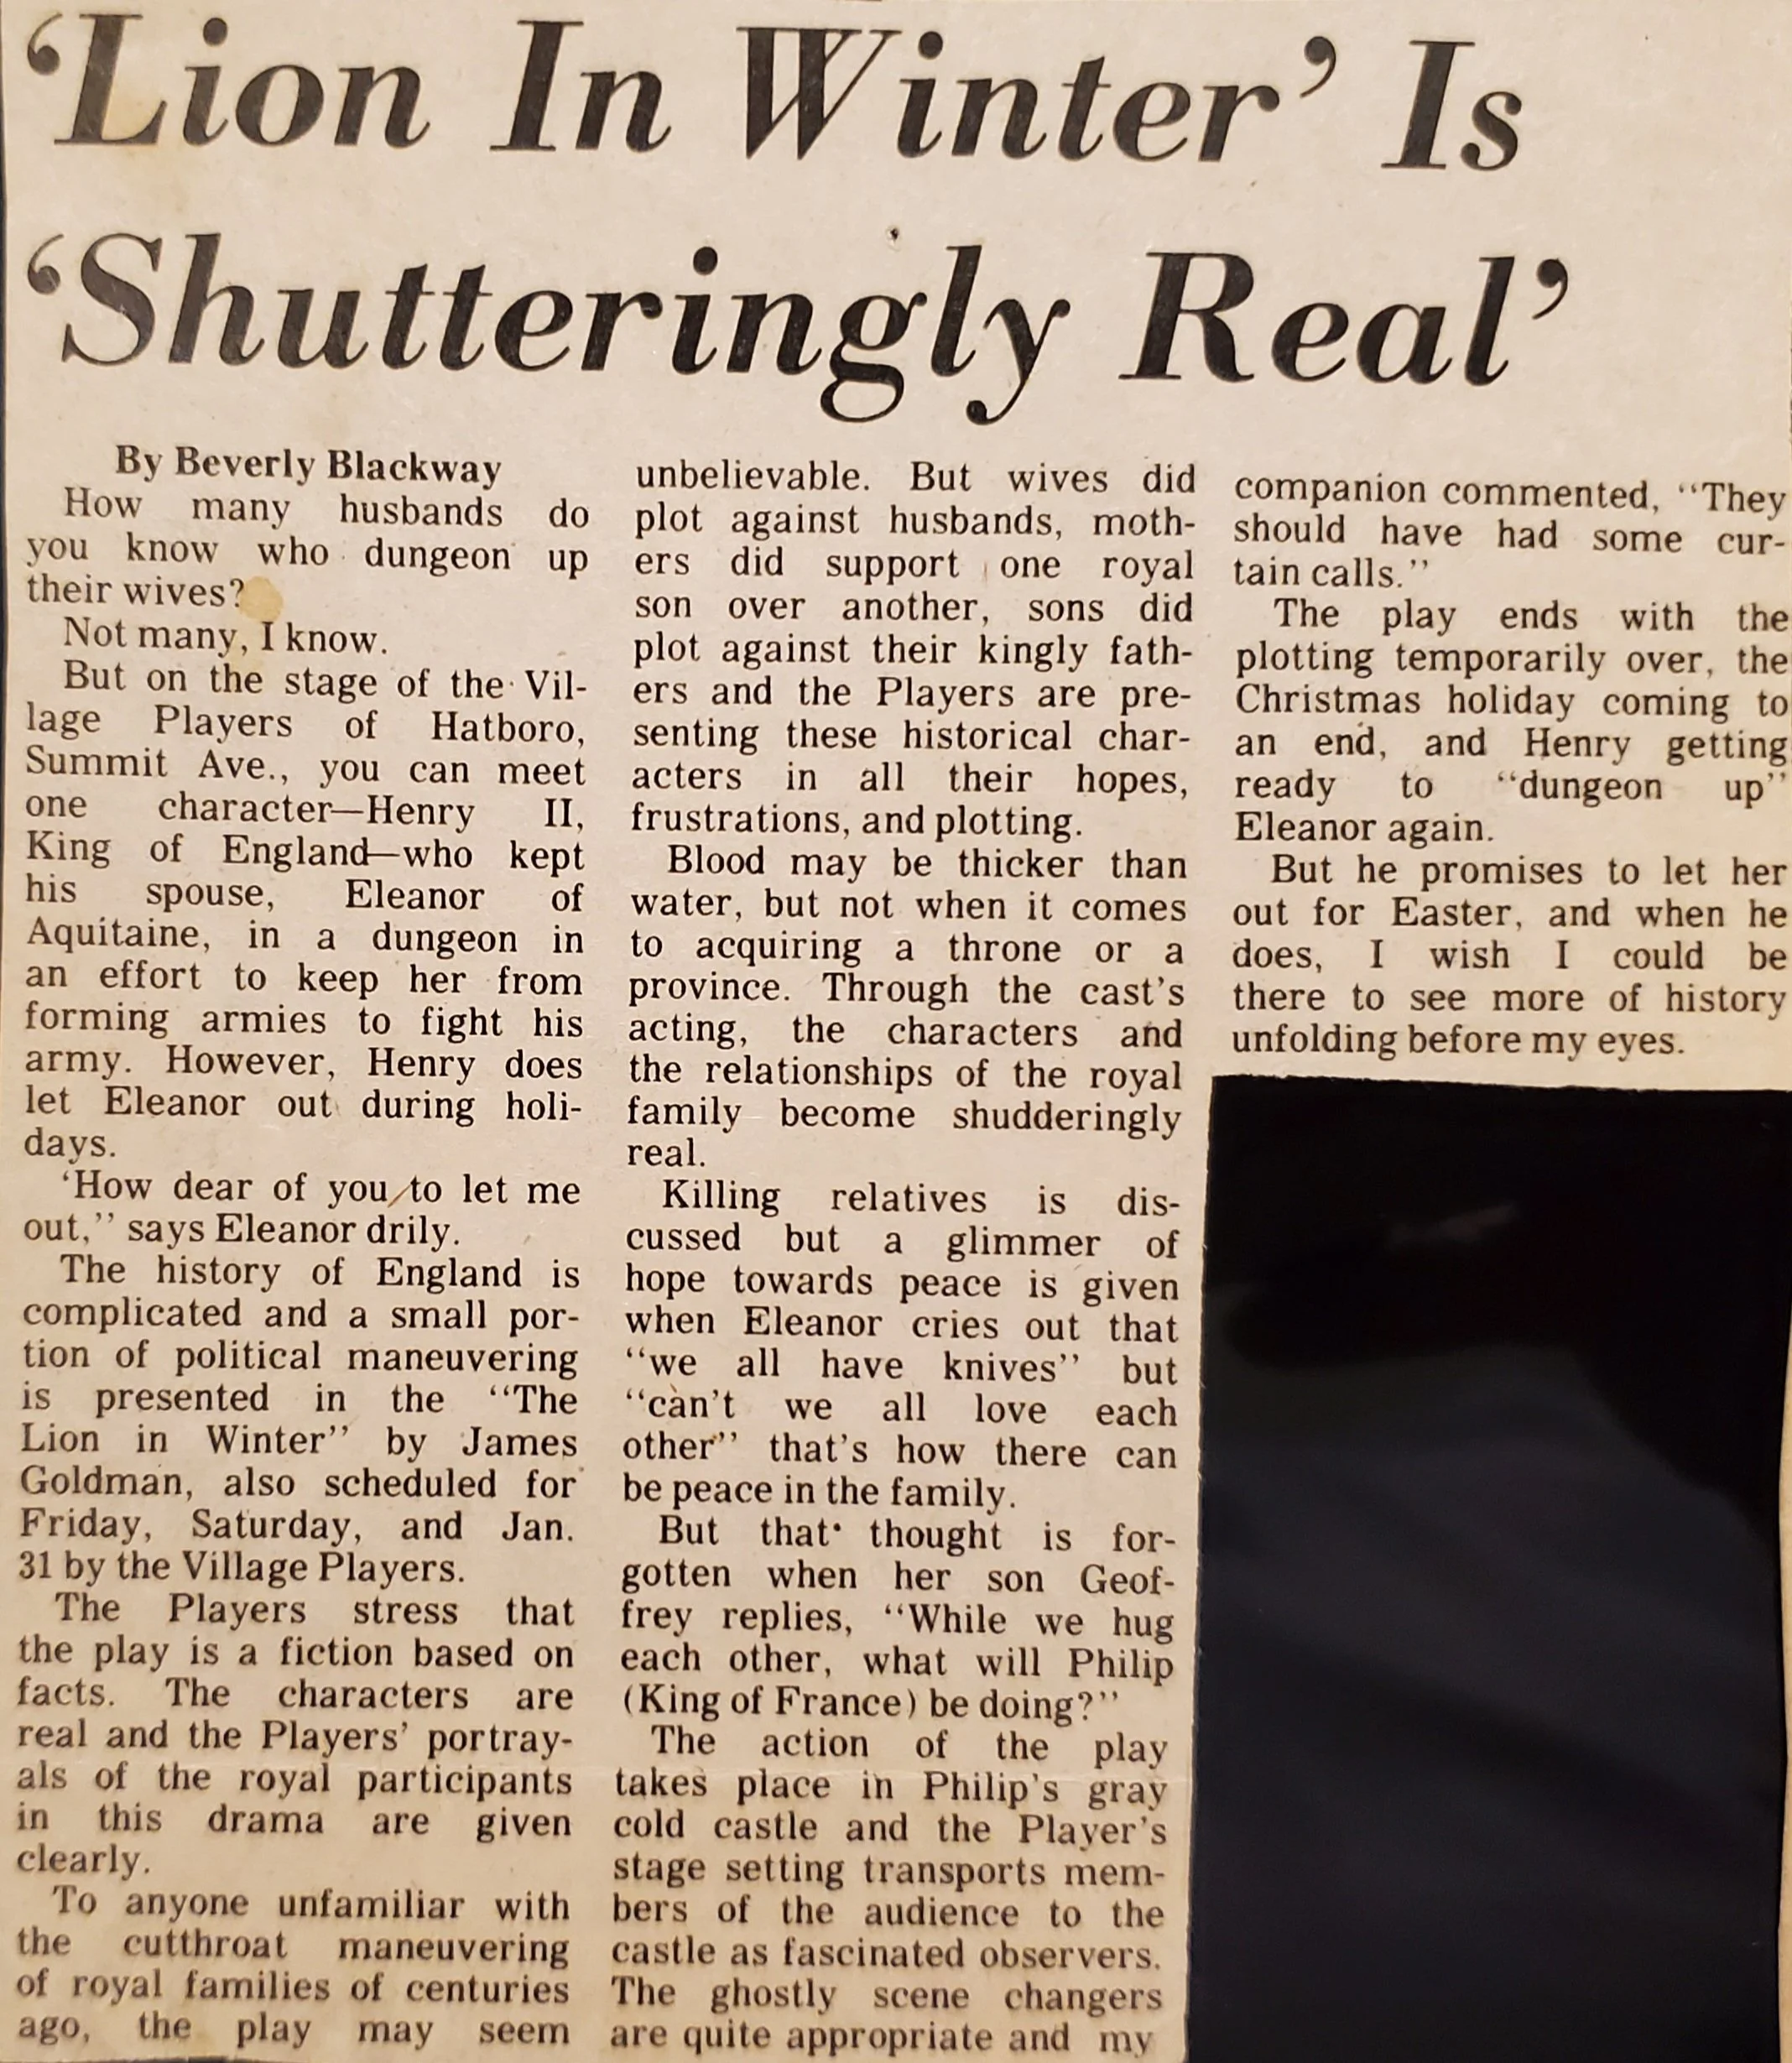 ‘Lion In Winter’ Is
‘Shutteringly Real’
By Beverly Blackway
How many husbands do
you know who dungeon up
their wives?
Not many, I know.
But on the stage of the Vil-
lage Players of Hatboro,
Summit Ave., you can meet
one character—Henry II,
King of England—who kept
his spouse, Eleanor of
Aquitaine, in a dungeon in
an effort to keep her from
forming armies to fight his
army. However, Henry does
let Eleanor out during holi-
days.
‘How dear of you to let me
out,’’ says Eleanor drily.
The history of England is
complicated and a small por-
tion of political maneuvering
is presented in the ‘‘The
Lion in Winter’’ by James
Goldman, also scheduled for
Friday, Saturday, and Jan.
31 by the Village Players.
The Players stress that
the play is a fiction based on
facts. The characters are
real and the Players’ portray-
als of the royal participants
in this drama are given
clearly.
To anyone unfamiliar with
the cutthroat maneuvering
of royal families of centuries
ago, the play may seem
unbelievable. But wives did
plot against husbands, moth-
ers did support one royal
son over another, sons did
plot against their kingly fath-
ers and the Players are pre-
senting these historical char-
acters in all their hopes,
frustrations, and plotting.
Blood may be thicker than
water, but not when it comes
to acquiring a throne or a
province. Through the cast's
acting, the characters and
the relationships of the royal
family become shudderingly
real.
Killing relatives is dis-
cussed but a glimmer of
hope towards peace is given
when Eleanor cries out that
‘‘we all have knives’’ but
‘‘can't we all love each
other’’ that's how there can
be peace in the family.
But that thought is for-
gotten when her son Geof-
frey replies, ‘‘While we hug
each other, what will Philip
(King of France) be doing?’’
The action of the play
takes place in Philip's gray
cold castle and the Player's
stage setting transports mem-
bers of the audience to the
castle as fascinated observers.
The ghostly scene changers
are quite appropriate and my
companion commented, ‘‘They
should have had some cur-
tain calls.’’
The play ends with the
plotting temporarily over, the
Christmas holiday coming to
an end, and Henry getting
ready to ‘‘dungeon up’’
Eleanor again.
But he promises to let her
out for Easter, and when he
does, I wish I could be
there to see more of history
unfolding before my eyes.